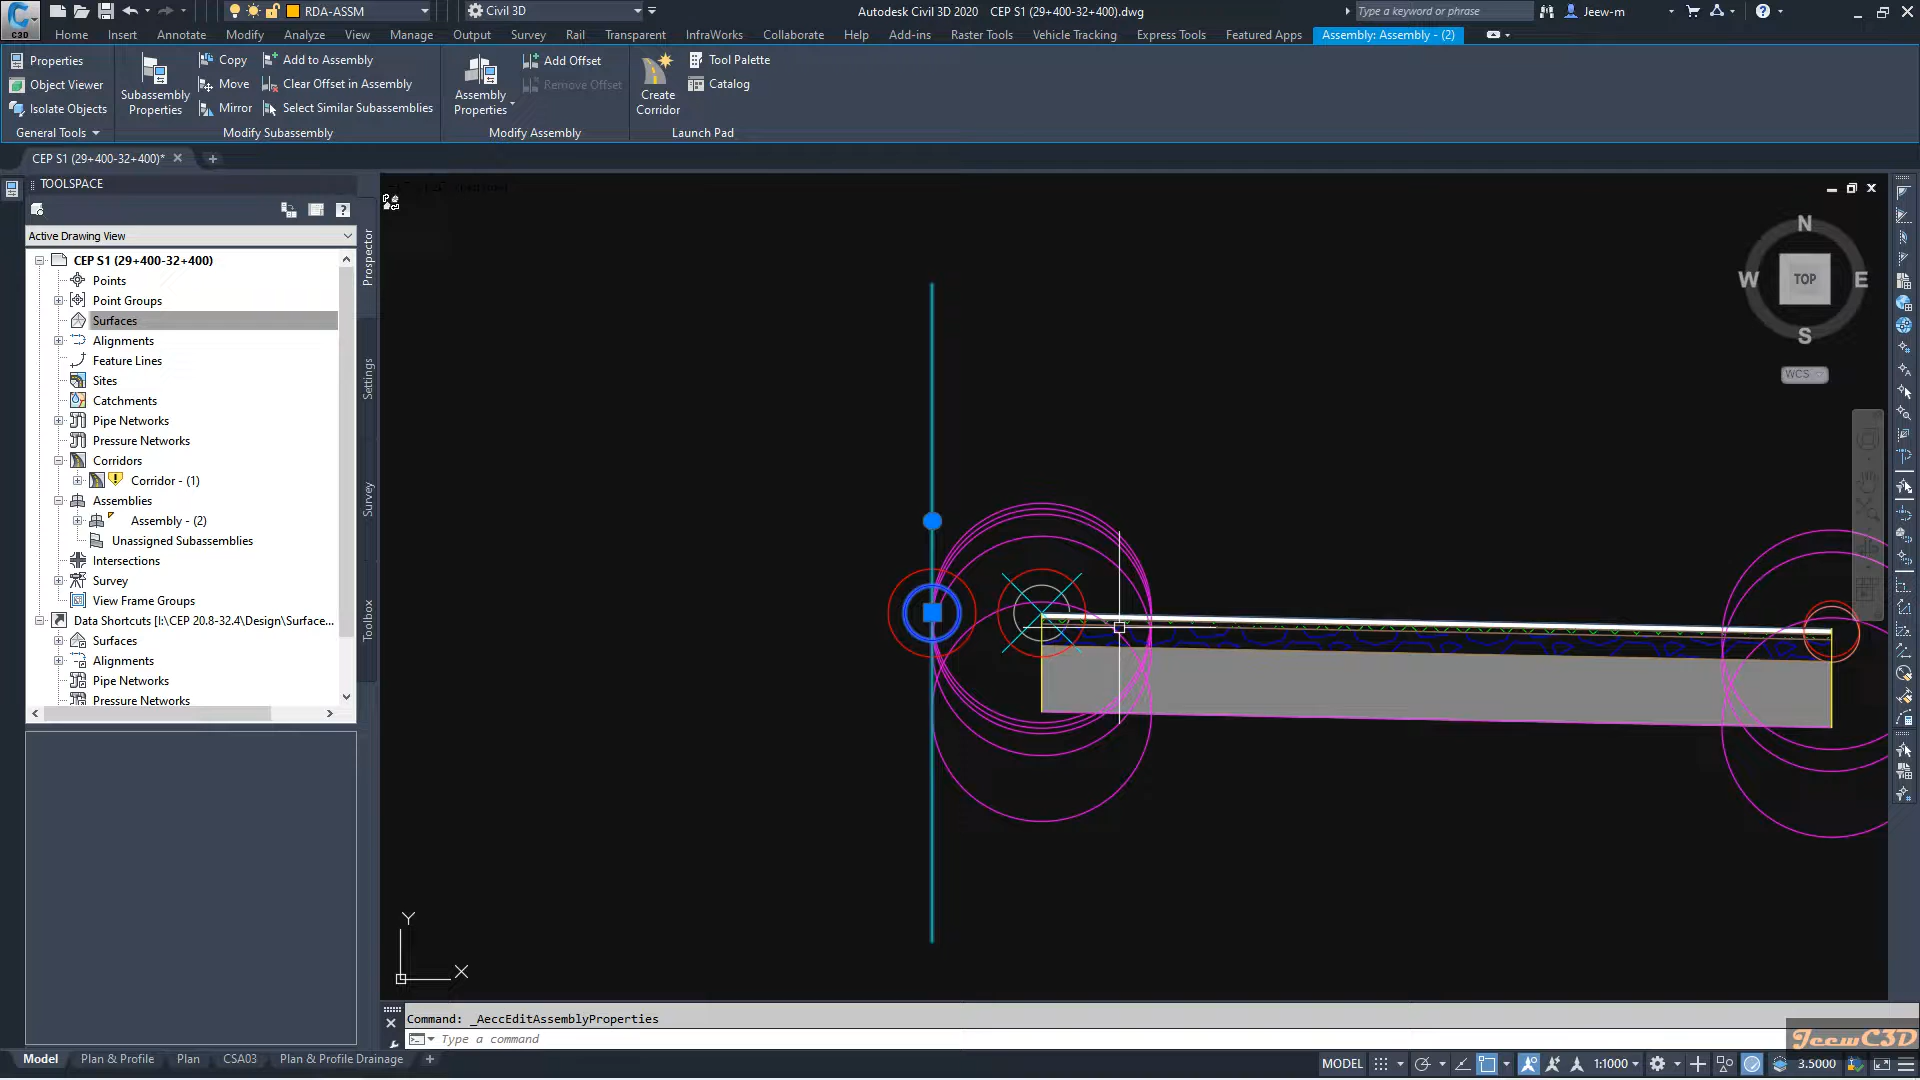 C3D
RDA-ASSM
Civil 3D
Autodesk Civil 3D 2020 CEP S1 (29+400-32+400).dwg
Type a keyword or phrase
Jeew-m
Home Insert Annotate Modify Analyze View Manage Output Survey Rail Transparent InfraWorks Collaborate Help Add-ins Raster Tools Vehicle Tracking Express Tools Featured Apps Assembly: Assembly - (2)
Properties
Object Viewer
Isolate Objects
General Tools
Subassembly Properties
Copy
Move
Mirror
Add to Assembly
Clear Offset in Assembly
Select Similar Subassemblies
Modify Subassembly
Assembly Properties
Add Offset
Remove Offset
Modify Assembly
Create Corridor
Tool Palette
Catalog
Launch Pad
CEP S1 (29+400-32+400)*
TOOLSPACE
Active Drawing View
CEP S1 (29+400-32+400)
Points
Point Groups
Surfaces
Alignments
Feature Lines
Sites
Catchments
Pipe Networks
Pressure Networks
Corridors
Corridor - (1)
Assemblies
Assembly - (2)
Unassigned Subassemblies
Intersections
Survey
View Frame Groups
Data Shortcuts [I:\CEP 20.8-32.4\Design\Surface...
Surfaces
Alignments
Pipe Networks
Pressure Networks
Prospector
Settings
Survey
Toolbox
N
W TOP E
S
WCS
Y
X
Command: _AeccEditAssemblyProperties
Type a command
Model Plan & Profile Plan CSA03 Plan & Profile Drainage
MODEL 1:1000 3.5000
JeewC3D